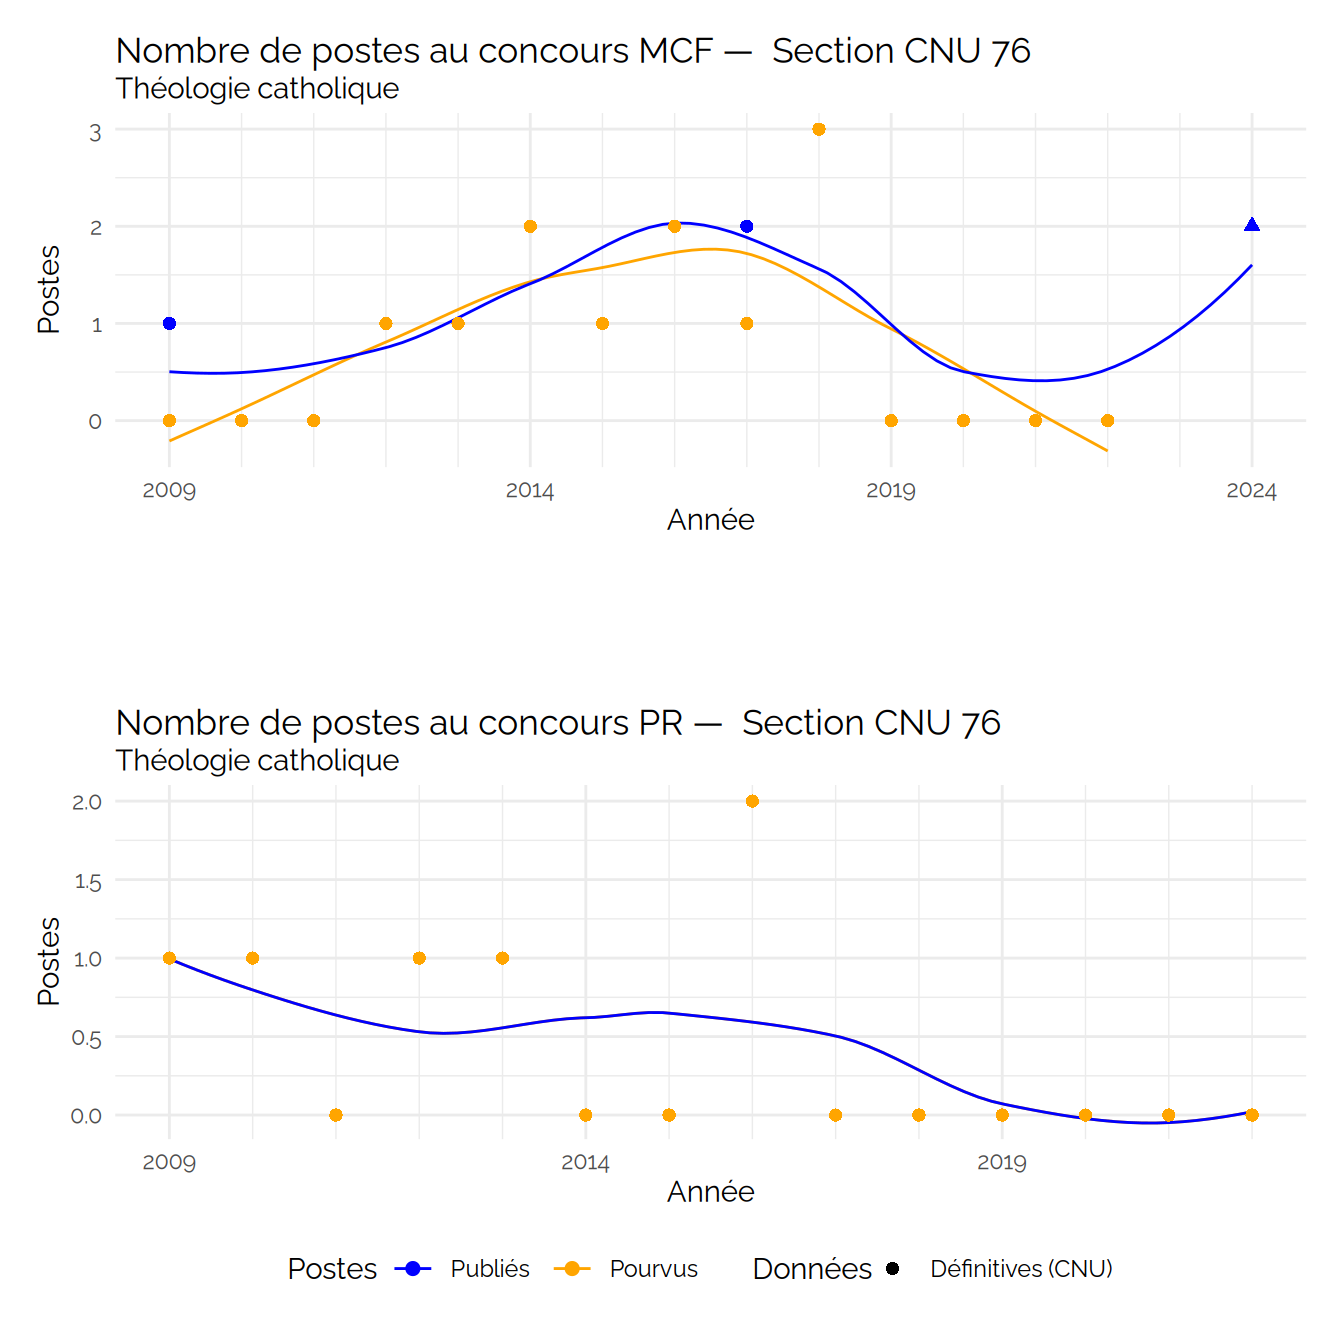 Nombre de postes au concours MCF —  Section CNU 76
Théologie catholique
3
2
1
0
Postes
2009 2014 2019 2024
Année
Nombre de postes au concours PR —  Section CNU 76
Théologie catholique
2.0
1.5
1.0
0.5
0.0
Postes
2009 2014 2019
Année
Postes Publiés Pourvus Données Définitives (CNU)